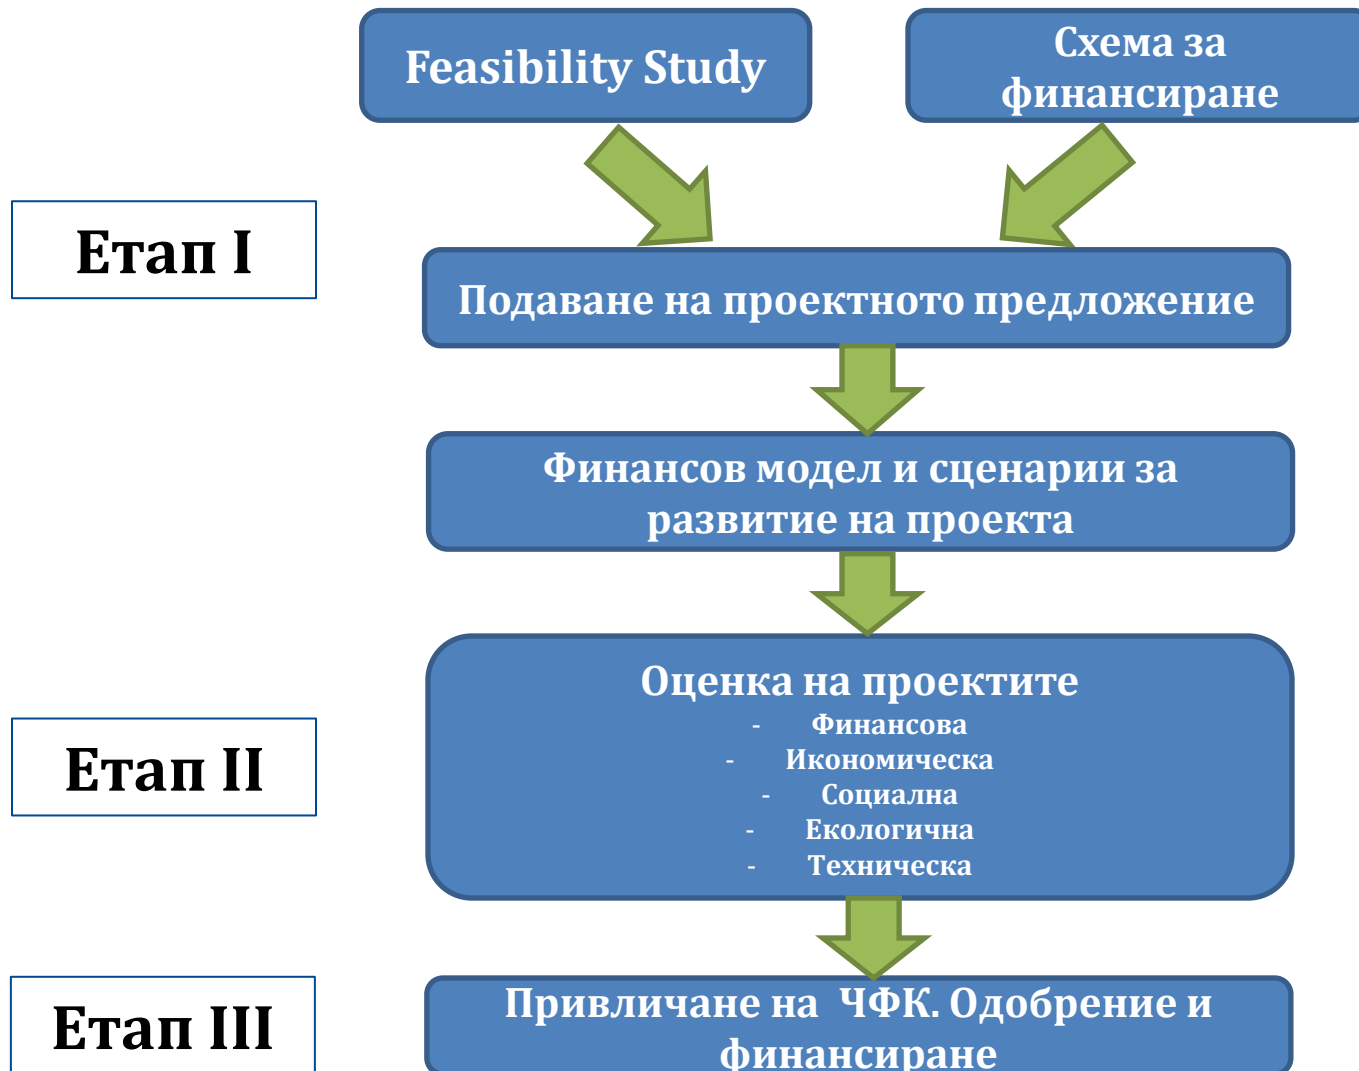 Feasibility Study
Схема за
финансиране
Етап I
Подаване на проектното предложение
Финансов модел и сценарии за
развитие на проекта
Етап II
Оценка на проектите
- Финансова
- Икономическа
- Социална
- Екологична
- Техническа
Етап III
Привличане на ЧФК. Одобрение и
финансиране